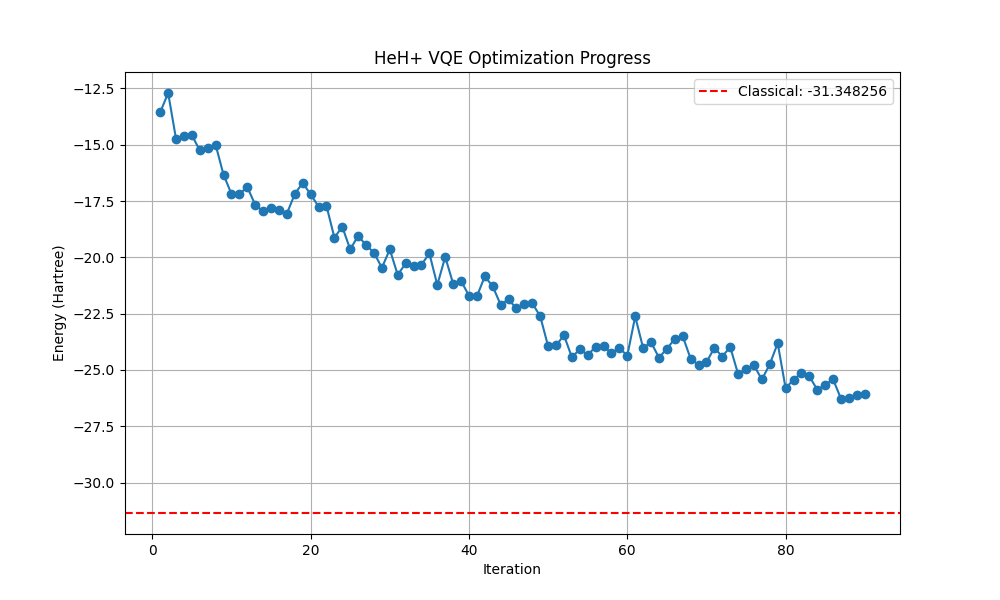 HeH+ VQE Optimization Progress
Classical: -31.348256
Energy (Hartree)
−12.5
−15.0
−17.5
−20.0
−22.5
−25.0
−27.5
−30.0
0 20 40 60 80
Iteration